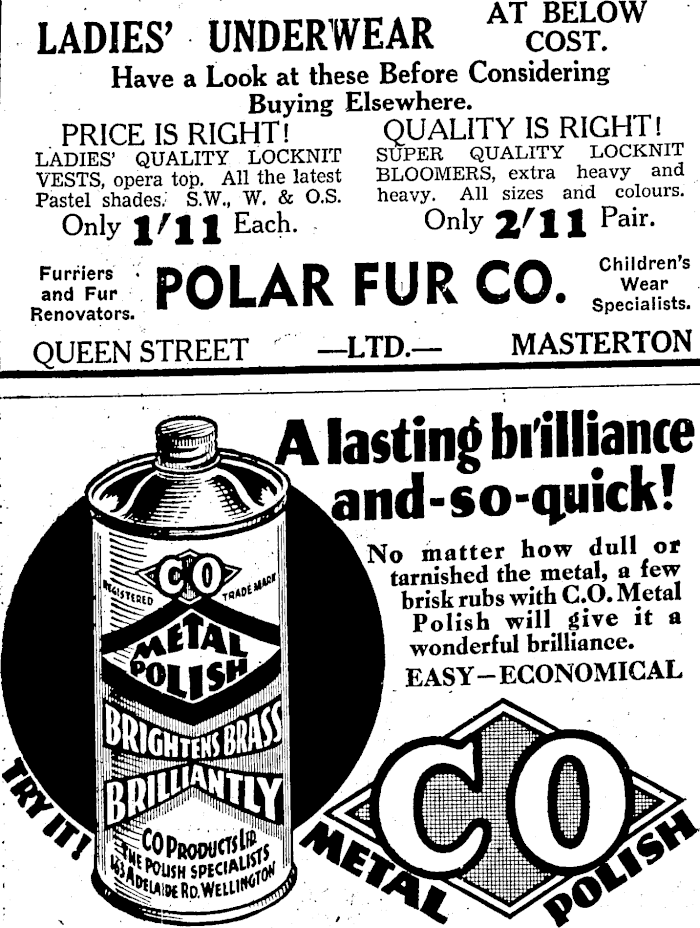 LADIES' UNDERWEAR
AT BELOW
COST.
Have a Look at these Before Considering
Buying Elsewhere.
PRICE IS RIGHT!
LADIES' QUALITY LOCKNIT
VESTS, opera top. All the latest
Pastel shades. S.W., W. & O.S.
Only 1/11 Each.
QUALITY IS RIGHT!
SUPER QUALITY LOCKNIT
BLOOMERS, extra heavy and
heavy. All sizes and colours.
Only 2/11 Pair.
Furriers
and Fur
Renovators.
POLAR FUR CO.
Children's
Wear
Specialists.
QUEEN STREET —LTD.— MASTERTON
A lasting brilliance
and-so-quick!
No matter how dull or
tarnished the metal, a few
brisk rubs with C.O. Metal
Polish will give it a
wonderful brilliance.
EASY—ECONOMICAL
CO
REGISTERED TRADE MARK
METAL
POLISH
BRIGHTENS BRASS
BRILLIANTLY
CO PRODUCTS LTD
THE POLISH SPECIALISTS
163 ADELAIDE RD. WELLINGTON
TRY IT!
CO
METAL POLISH